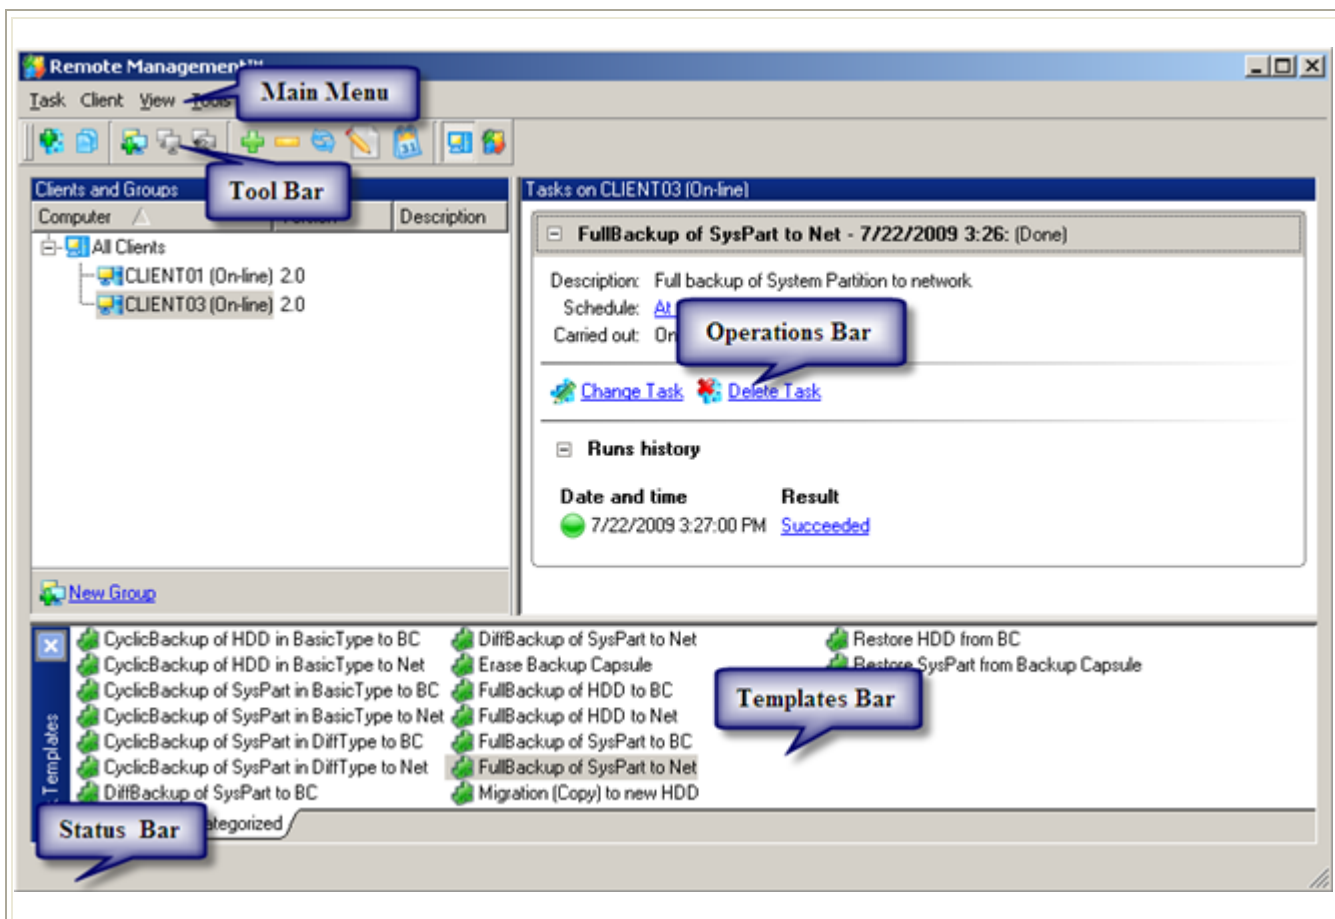 Remote Management
Main Menu
Task Client View Tools
31
Tool Bar
Clients and Groups
Computer Description
All Clients
CLIENT01 (On-line) 2.0
CLIENT03 (On-line) 2.0
New Group
Tasks on CLIENT03 (On-line)
FullBackup of SysPart to Net - 7/22/2009 3:26: (Done)
Description: Full backup of System Partition to network
Schedule: At
Carried out: On
Operations Bar
Change Task Delete Task
Runs history
Date and time Result
7/22/2009 3:27:00 PM Succeeded
Templates
CyclicBackup of HDD in BasicType to BC
CyclicBackup of HDD in BasicType to Net
CyclicBackup of SysPart in BasicType to BC
CyclicBackup of SysPart in BasicType to Net
CyclicBackup of SysPart in DiffType to BC
CyclicBackup of SysPart in DiffType to Net
DiffBackup of SysPart to BC
DiffBackup of SysPart to Net
Erase Backup Capsule
FullBackup of HDD to BC
FullBackup of HDD to Net
FullBackup of SysPart to BC
FullBackup of SysPart to Net
Migration (Copy) to new HDD
Restore HDD from BC
Restore SysPart from Backup Capsule
Templates Bar
Status Bar